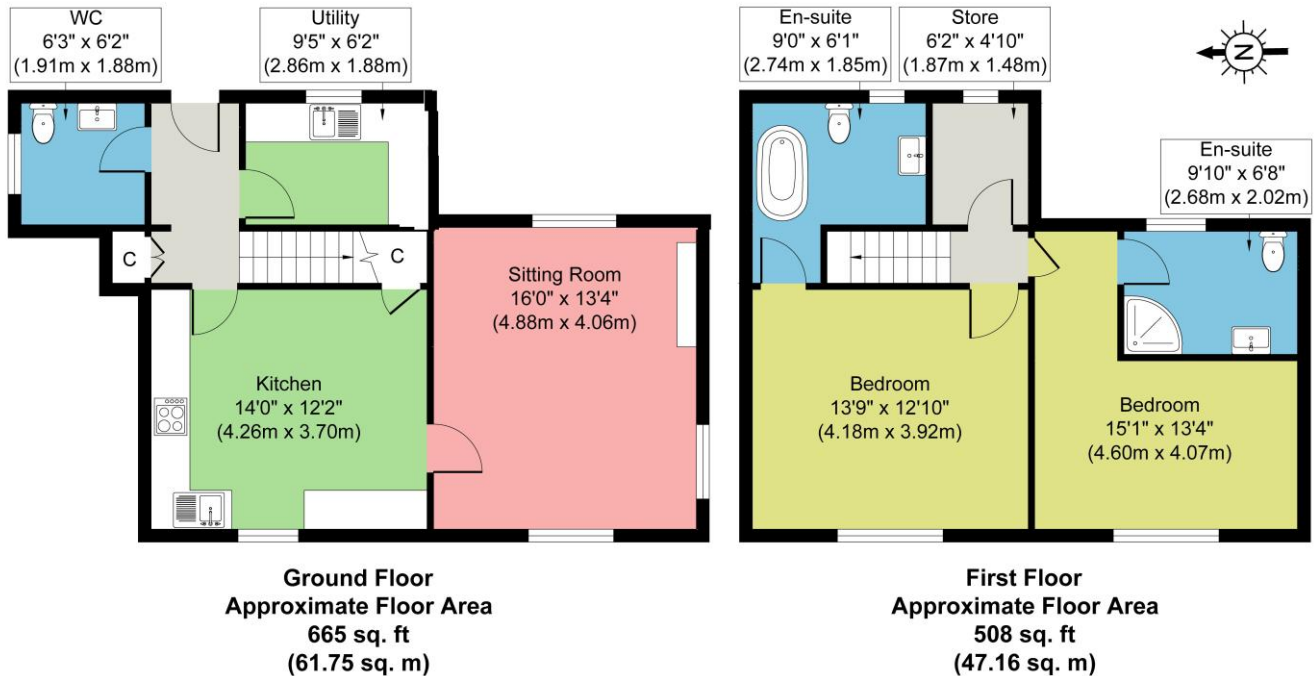 WC
6'3" x 6'2"
(1.91m x 1.88m)
Utility
9'5" x 6'2"
(2.86m x 1.88m)
C
C
Sitting Room
16'0" x 13'4"
(4.88m x 4.06m)
Kitchen
14'0" x 12'2"
(4.26m x 3.70m)
Ground Floor
Approximate Floor Area
665 sq. ft
(61.75 sq. m)
En-suite
9'0" x 6'1"
(2.74m x 1.85m)
Store
6'2" x 4'10"
(1.87m x 1.48m)
N
En-suite
9'10" x 6'8"
(2.68m x 2.02m)
Bedroom
13'9" x 12'10"
(4.18m x 3.92m)
Bedroom
15'1" x 13'4"
(4.60m x 4.07m)
First Floor
Approximate Floor Area
508 sq. ft
(47.16 sq. m)